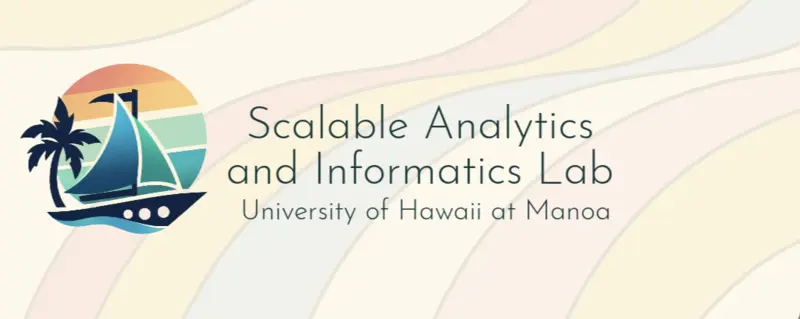 Scalable Analytics
and Informatics Lab
University of Hawaii at Manoa